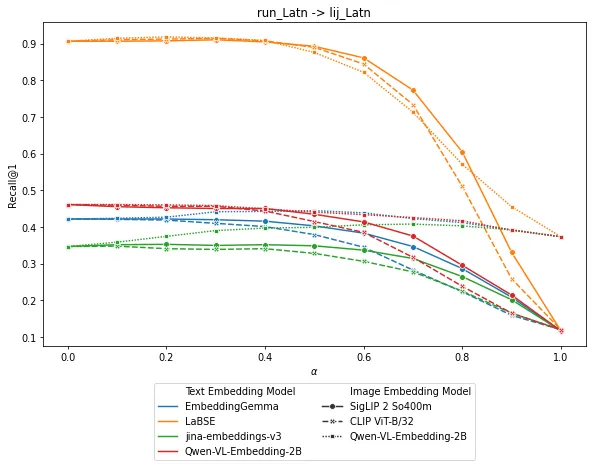 run_Latn -> lij_Latn
Recall@1
0.9
0.8
0.7
0.6
0.5
0.4
0.3
0.2
0.1
0.0 0.2 0.4 0.6 0.8 1.0
α
Text Embedding Model Image Embedding Model
EmbeddingGemma SigLIP 2 So400m
LaBSE CLIP ViT-B/32
jina-embeddings-v3 Qwen-VL-Embedding-2B
Qwen-VL-Embedding-2B